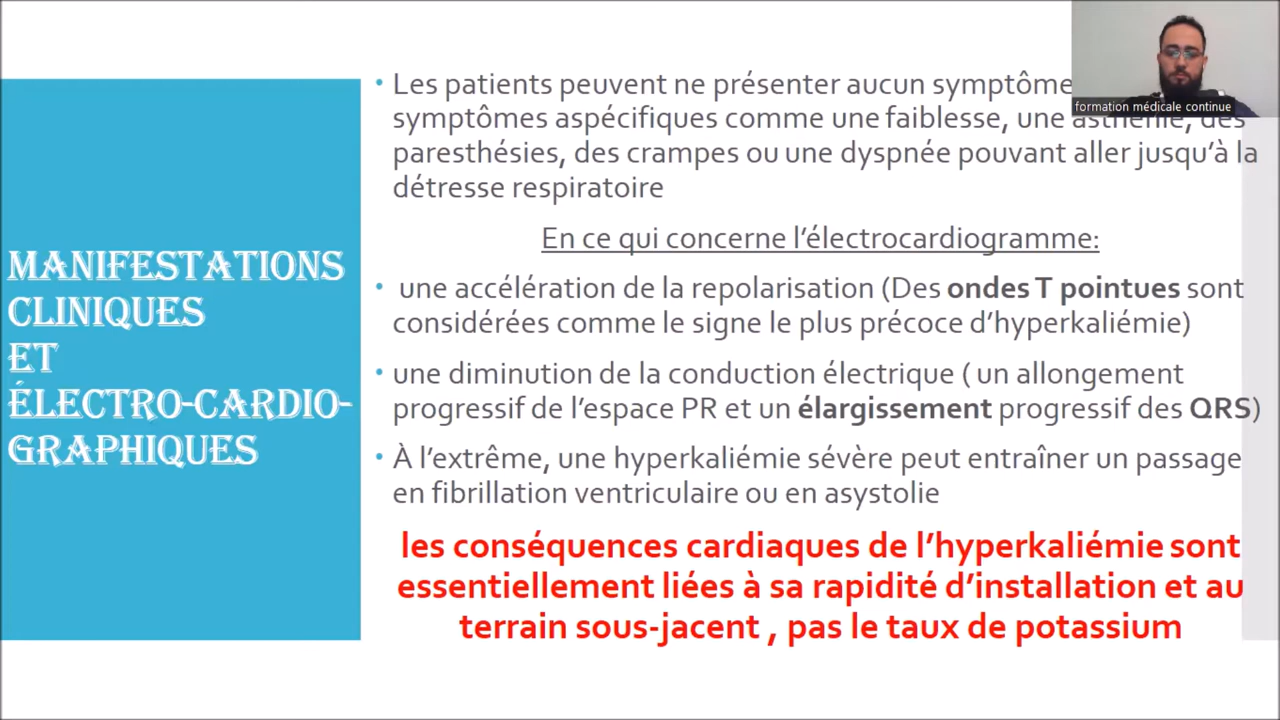 MANIFESTATIONS
CLINIQUES
ET
ÉLECTRO-CARDIO-
GRAPHIQUES
• Les patients peuvent ne présenter aucun symptôme
symptômes aspécifiques comme une faiblesse, une asthénie, des
paresthésies, des crampes ou une dyspnée pouvant aller jusqu'à la
détresse respiratoire
En ce qui concerne l'électrocardiogramme:
• une accélération de la repolarisation (Des ondes T pointues sont
considérées comme le signe le plus précoce d'hyperkaliémie)
• une diminution de la conduction électrique ( un allongement
progressif de l'espace PR et un élargissement progressif des QRS)
• À l'extrême, une hyperkaliémie sévère peut entraîner un passage
en fibrillation ventriculaire ou en asystolie
les conséquences cardiaques de l'hyperkaliémie sont
essentiellement liées à sa rapidité d'installation et au
terrain sous-jacent , pas le taux de potassium
formation médicale continue